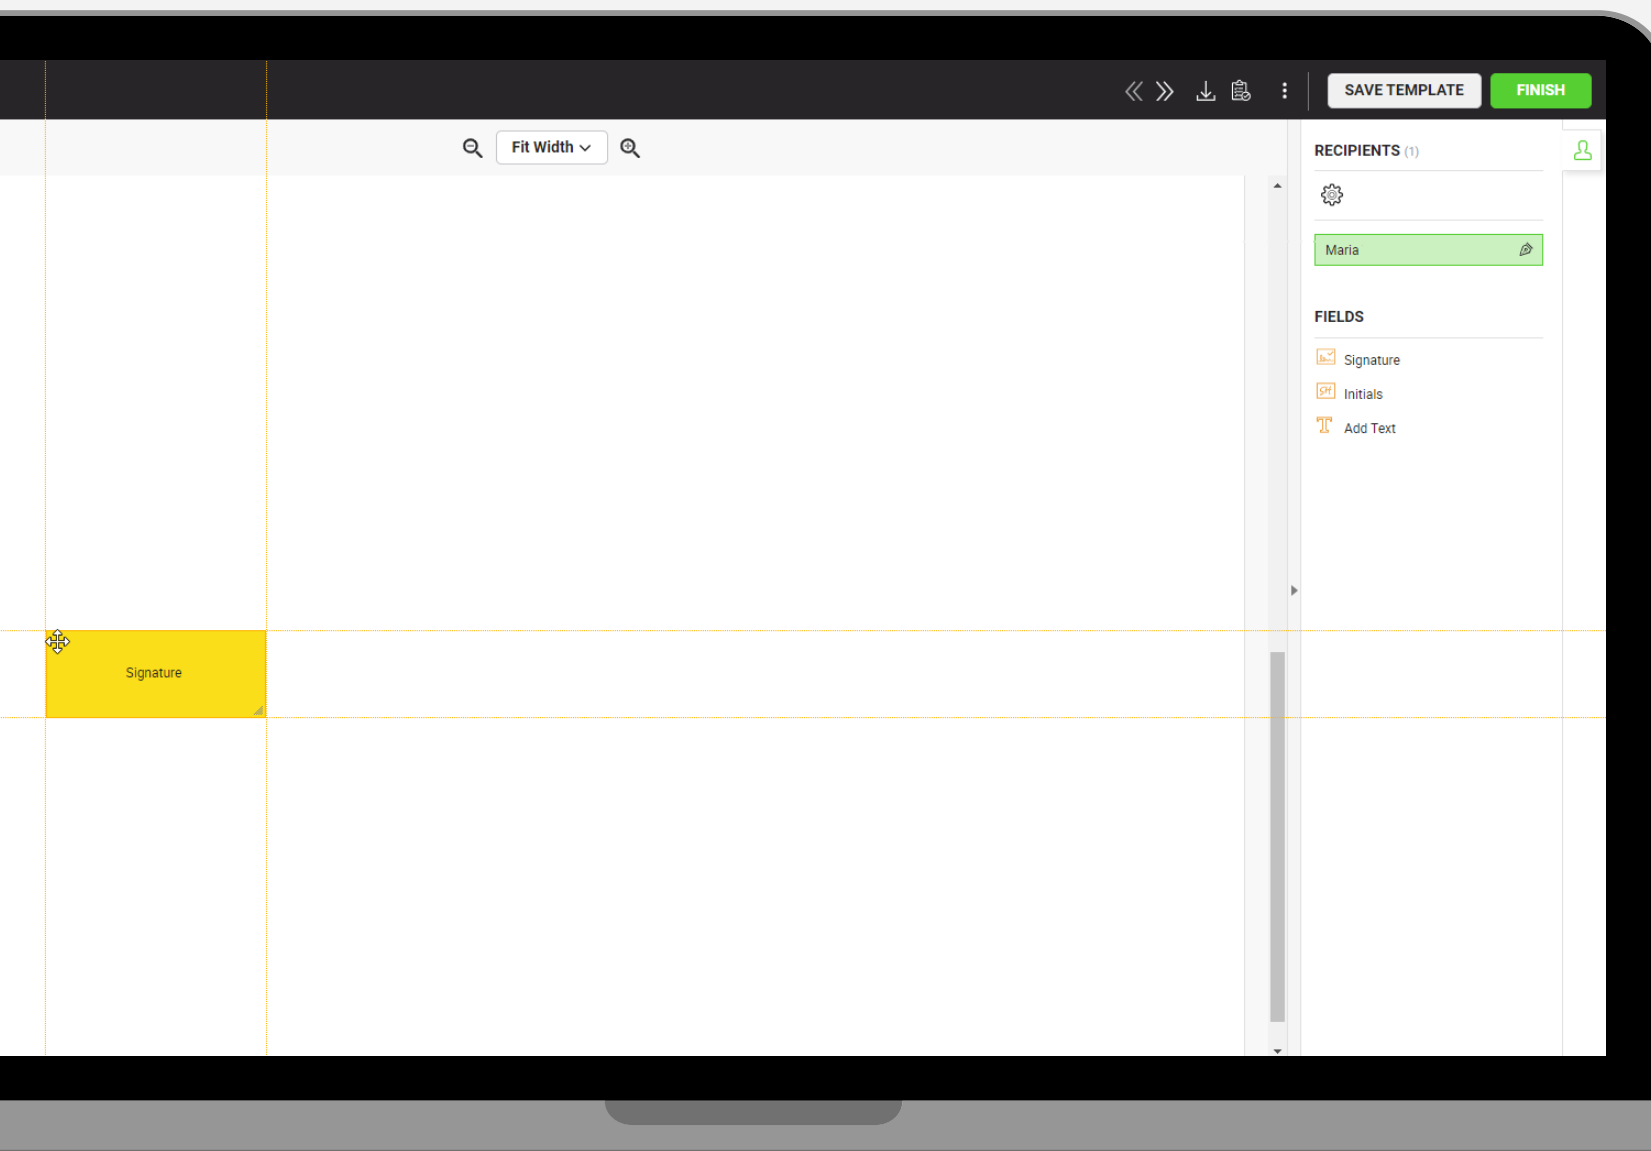 SAVE TEMPLATE
FINISH
Fit Width
RECIPIENTS (1)
Maria
FIELDS
Signature
Initials
Add Text
Signature